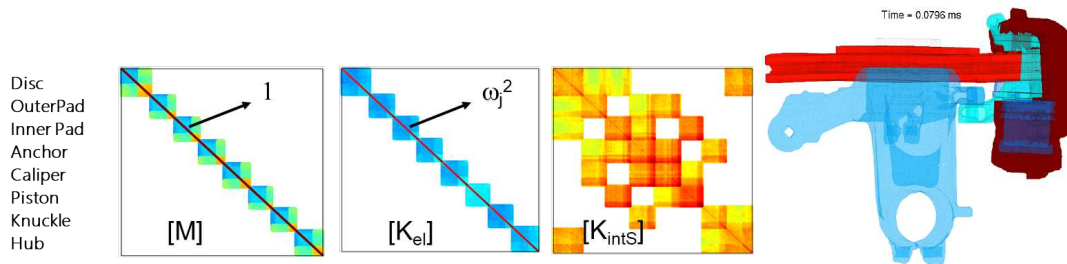 Time = 0.0796 ms
Disc
OuterPad
Inner Pad
Anchor
Caliper
Piston
Knuckle
Hub
1
[M]
ωj²
[Kel]
[KintS]